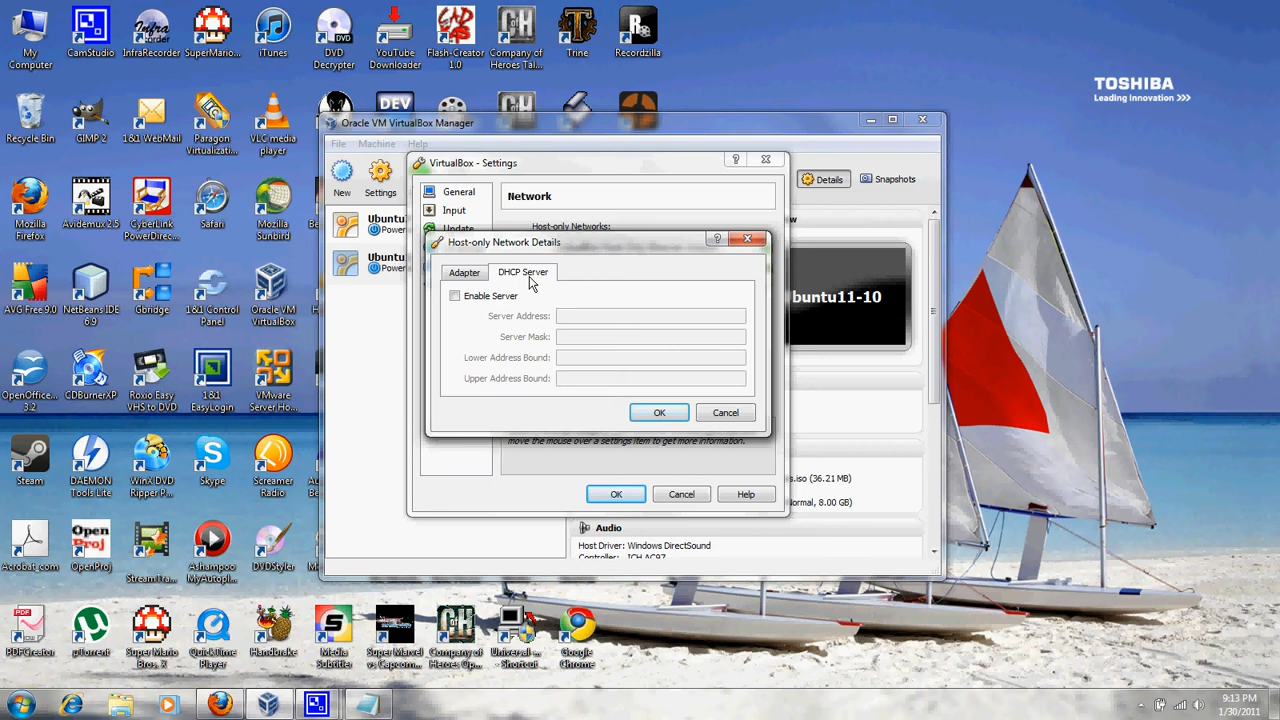 My Computer
CamStudio
InfraRecorder
SuperMario...
iTunes
DVD Decrypter
YouTube Downloader
Flash-Creator 1.0
Company of Heroes Tal...
Trine
Recordzilla
TOSHIBA
Leading Innovation >>>
Recycle Bin
GIMP 2
1&1 WebMail
Paragon Virtualizati...
VLC media player
DEV
Oracle VM VirtualBox Manager
File Machine Help
New
Settings
Details
Snapshots
VirtualBox - Settings
General
Input
Update
Network
Host-only Networks:
Mozilla Firefox
Avidemux 2.5
CyberLink PowerDirec...
Safari
Mozilla Sunbird
Ubuntu
Power
Ubuntu
Power
Host-only Network Details
Adapter
DHCP Server
Enable Server
Server Address:
Server Mask:
Lower Address Bound:
Upper Address Bound:
OK
Cancel
buntu11-10
AVG Free 9.0
NetBeans IDE 6.9
Gbridge
1&1 Control Panel
Oracle VM VirtualBox
move the mouse over a settings item to get more information.
OK
Cancel
Help
s.iso (36.21 MB)
ormal, 8.00 GB)
Audio
Host Driver: Windows DirectSound
Controller: ICH AC97
OpenOffice... 3.2
CDBurnerXP
Roxio Easy VHS to DVD
1&1 EasyLogin
VMware Server Ho...
Steam
DAEMON Tools Lite
WinX DVD Ripper P...
Skype
Screamer Radio
Acrobat_com
OpenProj
StreamTra...
Ashampoo MyAutopl...
DVDStyler
PDFCreator
µTorrent
Super Mario Bros. X
QuickTime Player
Handbrake
Media Subtitler
Super Marvel vs Capcom...
Company of Heroes Op...
Universal -... - Shortcut
Google Chrome
9:13 PM
1/30/2011